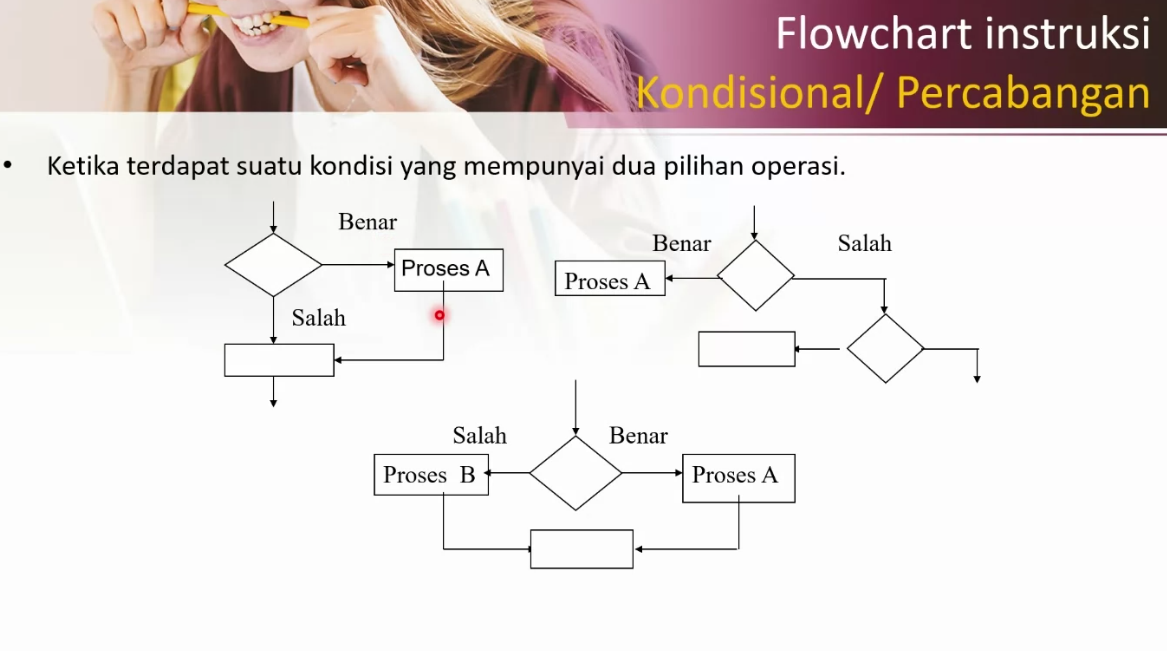 Flowchart instruksi
Kondisional/ Percabangan
• Ketika terdapat suatu kondisi yang mempunyai dua pilihan operasi.
Benar
Proses A
Salah
Benar
Salah
Proses A
Salah
Benar
Proses B
Proses A